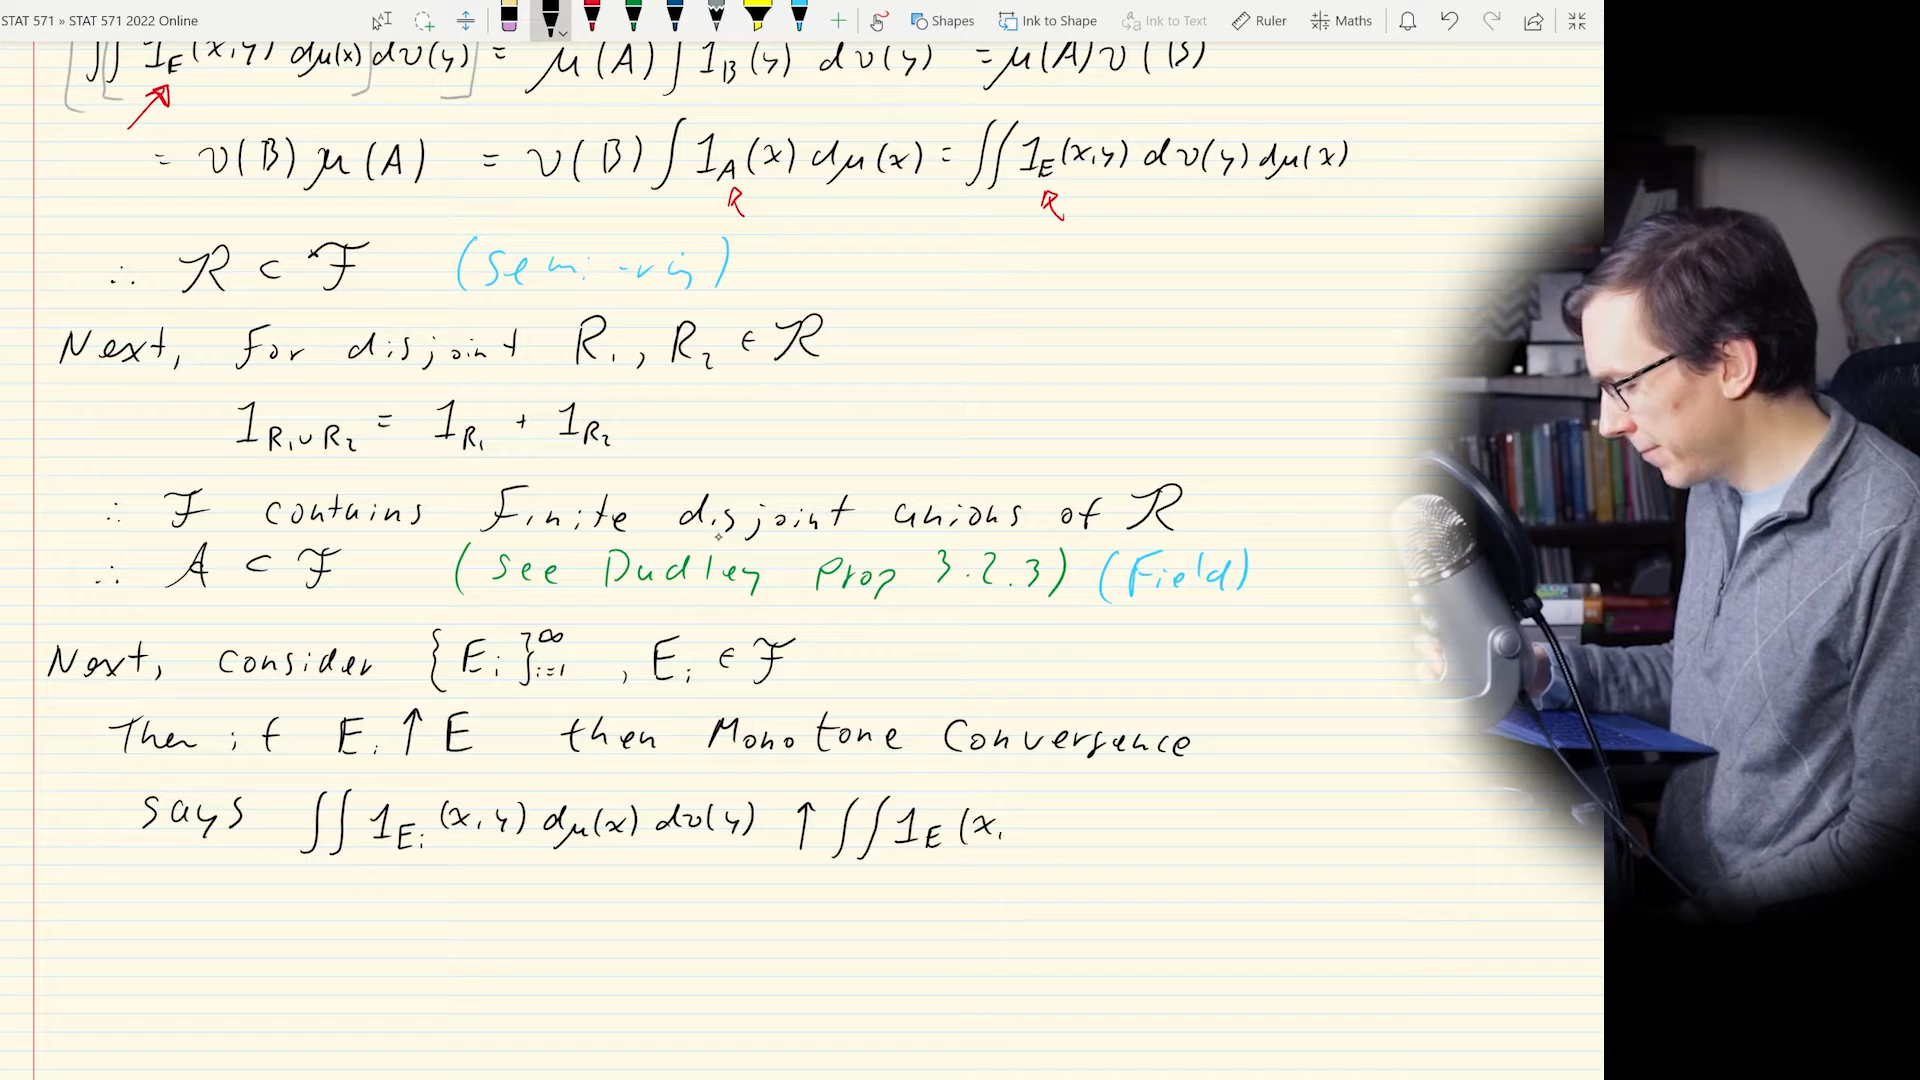 STAT 571 » STAT 571 2022 Online
Shapes Ink to Shape Ink to Text Ruler Maths
[[∫∫ 1_E (x,y) dμ(x)] dν(y)] = μ(A) ∫ 1_B (y) dν(y) = μ(A) ν(B)
= ν(B) μ(A) = ν(B) ∫ 1_A (x) dμ(x) = ∫∫ 1_E (x,y) dν(y) dμ(x)
R R
∴ R ⊂ F (Semi-ring)
Next, for disjoint R₁, R₂ ∈ R
1_{R₁∪R₂} = 1_{R₁} + 1_{R₂}
∴ F contains Finite disjoint unions of R
∴ A ⊂ F (see Dudley Prop 3.2.3) (Field)
Next, consider {E_i}_{i=1}^∞ , E_i ∈ F
Then if E_i ↑ E then Monotone Convergence
says ∫∫ 1_{E_i} (x,y) dμ(x) dν(y) ↑ ∫∫ 1_E (x,